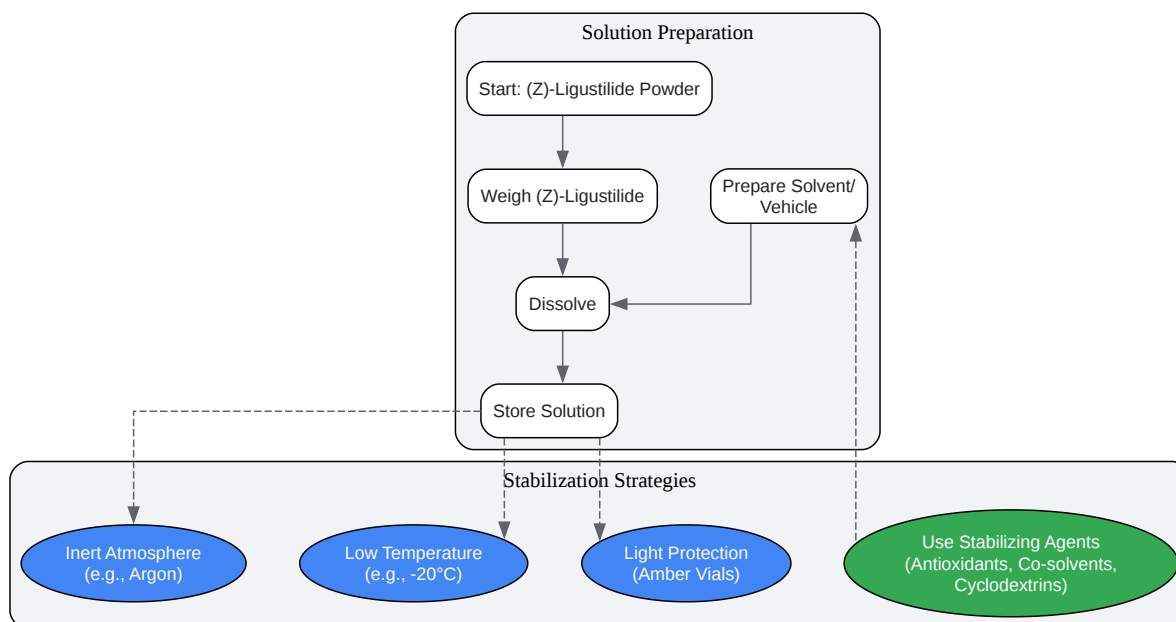 Solution Preparation
Start: (Z)-Ligustilide Powder
Weigh (Z)-Ligustilide
Prepare Solvent/
Vehicle
Dissolve
Store Solution
Stabilization Strategies
Inert Atmosphere
(e.g., Argon)
Low Temperature
(e.g., -20°C)
Light Protection
(Amber Vials)
Use Stabilizing Agents
(Antioxidants, Co-solvents,
Cyclodextrins)